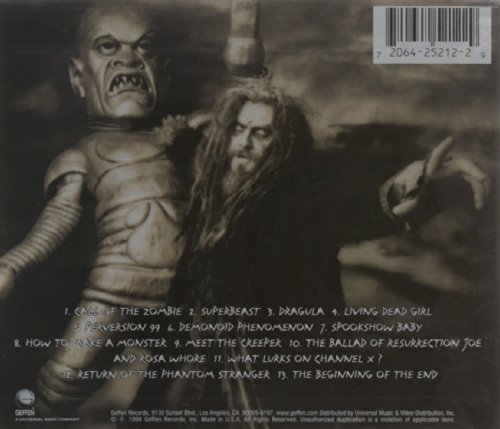 7 2064-25212-2 9
1. CALL OF THE ZOMBIE 2. SUPERBEAST 3. DRAGULA 4. LIVING DEAD GIRL
5. PERVERSION 99 6. DEMONOID PHENOMENON 7. SPOOKSHOW BABY
8. HOW TO MAKE A MONSTER 9. MEET THE CREEPER 10. THE BALLAD OF RESURRECTION JOE
AND ROSA WHORE 11. WHAT LURKS ON CHANNEL X ?
12. RETURN OF THE PHANTOM STRANGER 13. THE BEGINNING OF THE END
GEFFEN
A UNIVERSAL MUSIC COMPANY
Geffen Records, 9130 Sunset Blvd., Los Angeles, CA 90069-6197 www.geffen.com Distributed by Universal Music & Video Distribution, Inc.
© ℗ 1998 Geffen Records, Inc. Made in U.S.A. All Rights Reserved. Unauthorized duplication is a violation of applicable laws.